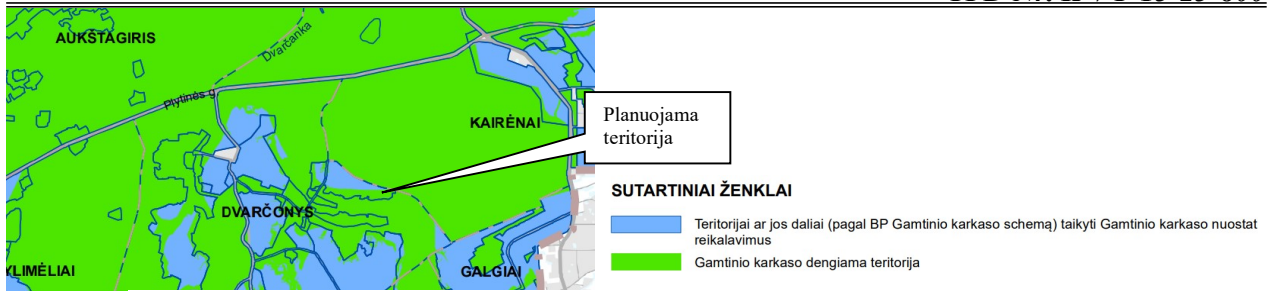 AUKŠTAGIRIS
Dvarčanka
Plytinės g.
KAIRĖNAI
Planuojama
teritorija
DVARČONYS
YLIMĖLIAI
GALGIAI
SUTARTINIAI ŽENKLAI
Teritorijai ar jos daliai (pagal BP Gamtinio karkaso schemą) taikyti Gamtinio karkaso nuostat
reikalavimus
Gamtinio karkaso dengiama teritorija